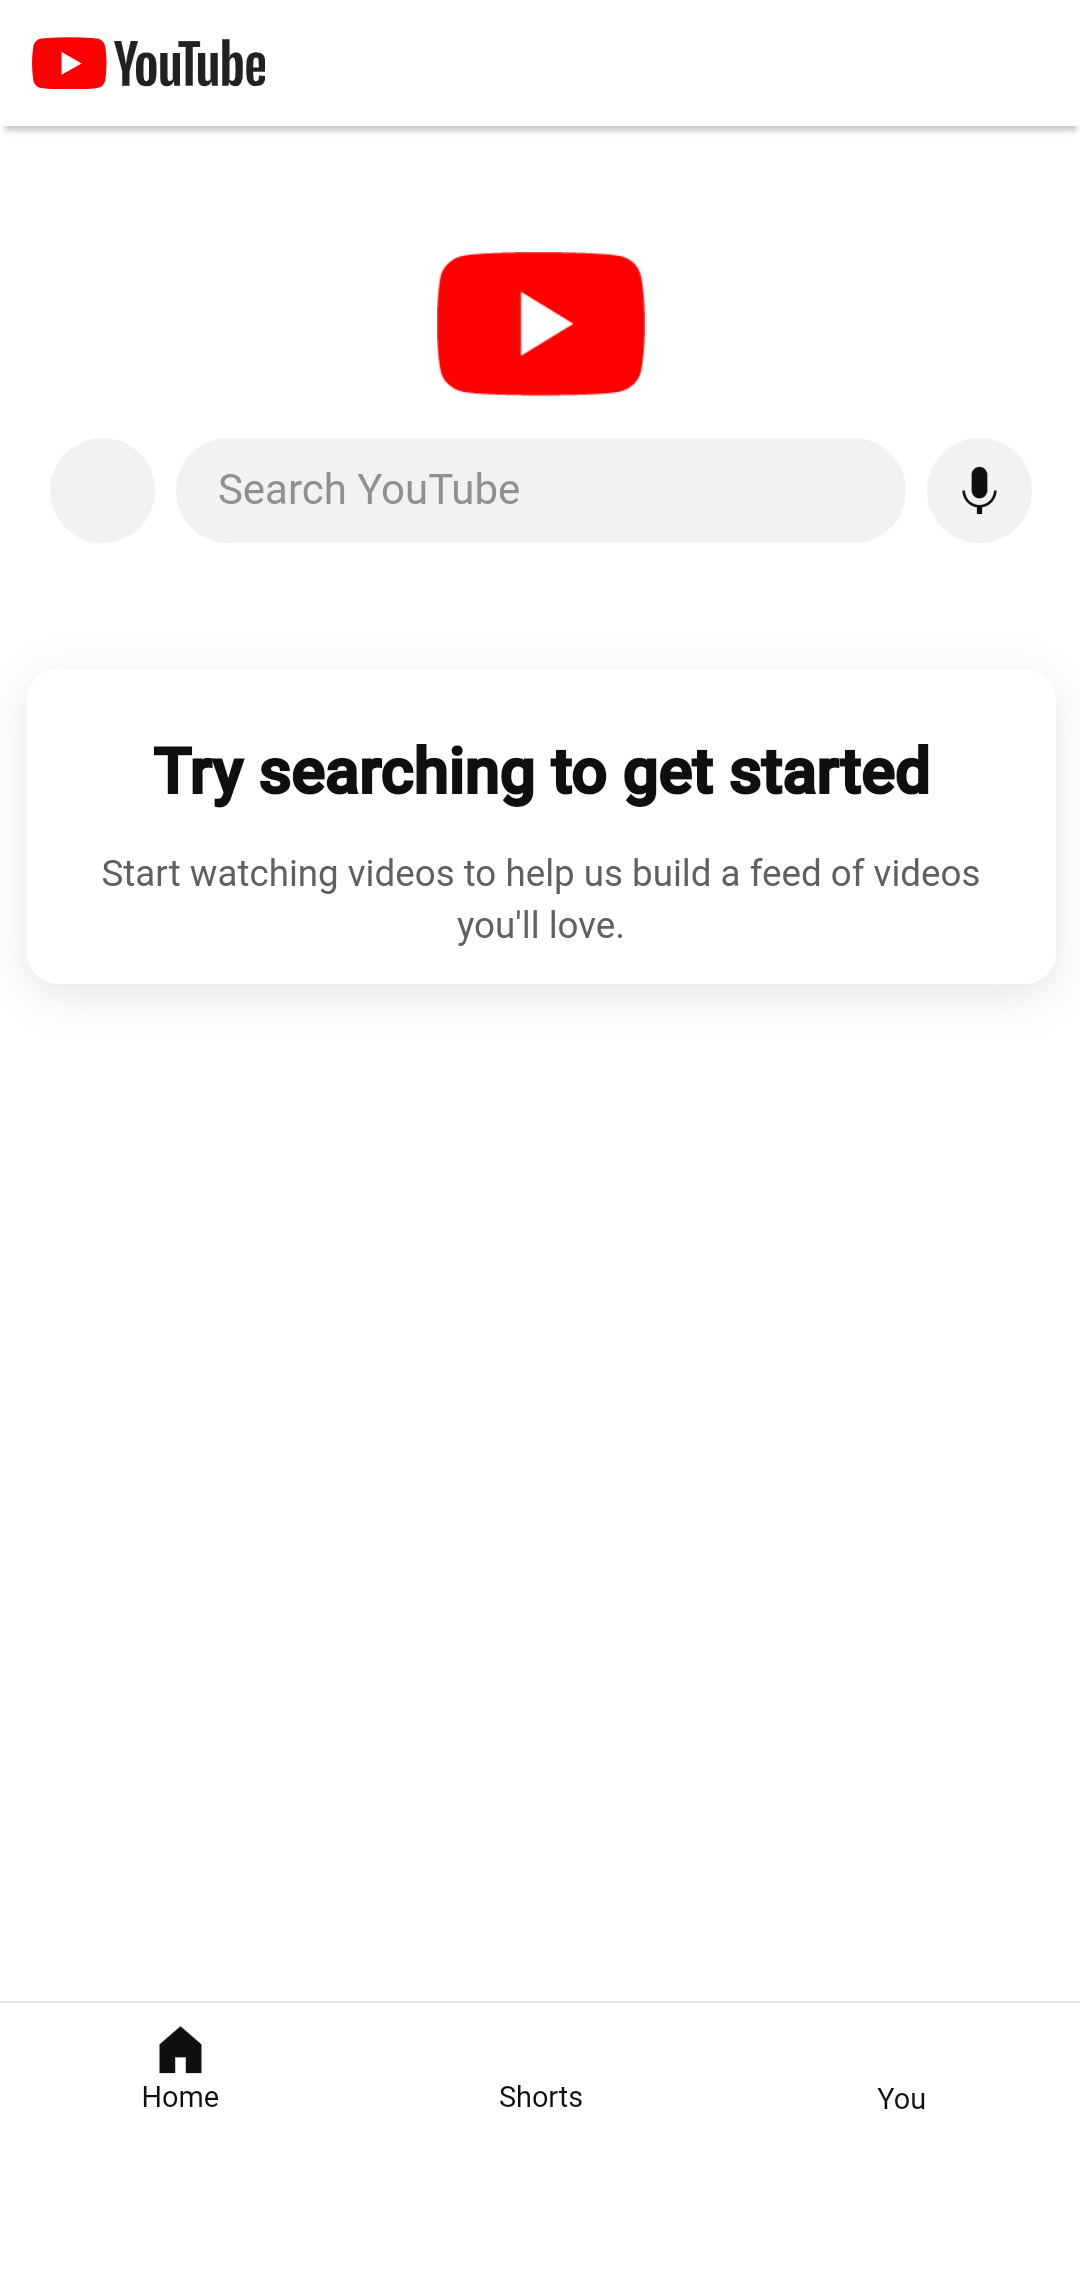 YouTube
Search YouTube
Try searching to get started
Start watching videos to help us build a feed of videos
you'll love.
Home
Shorts
You